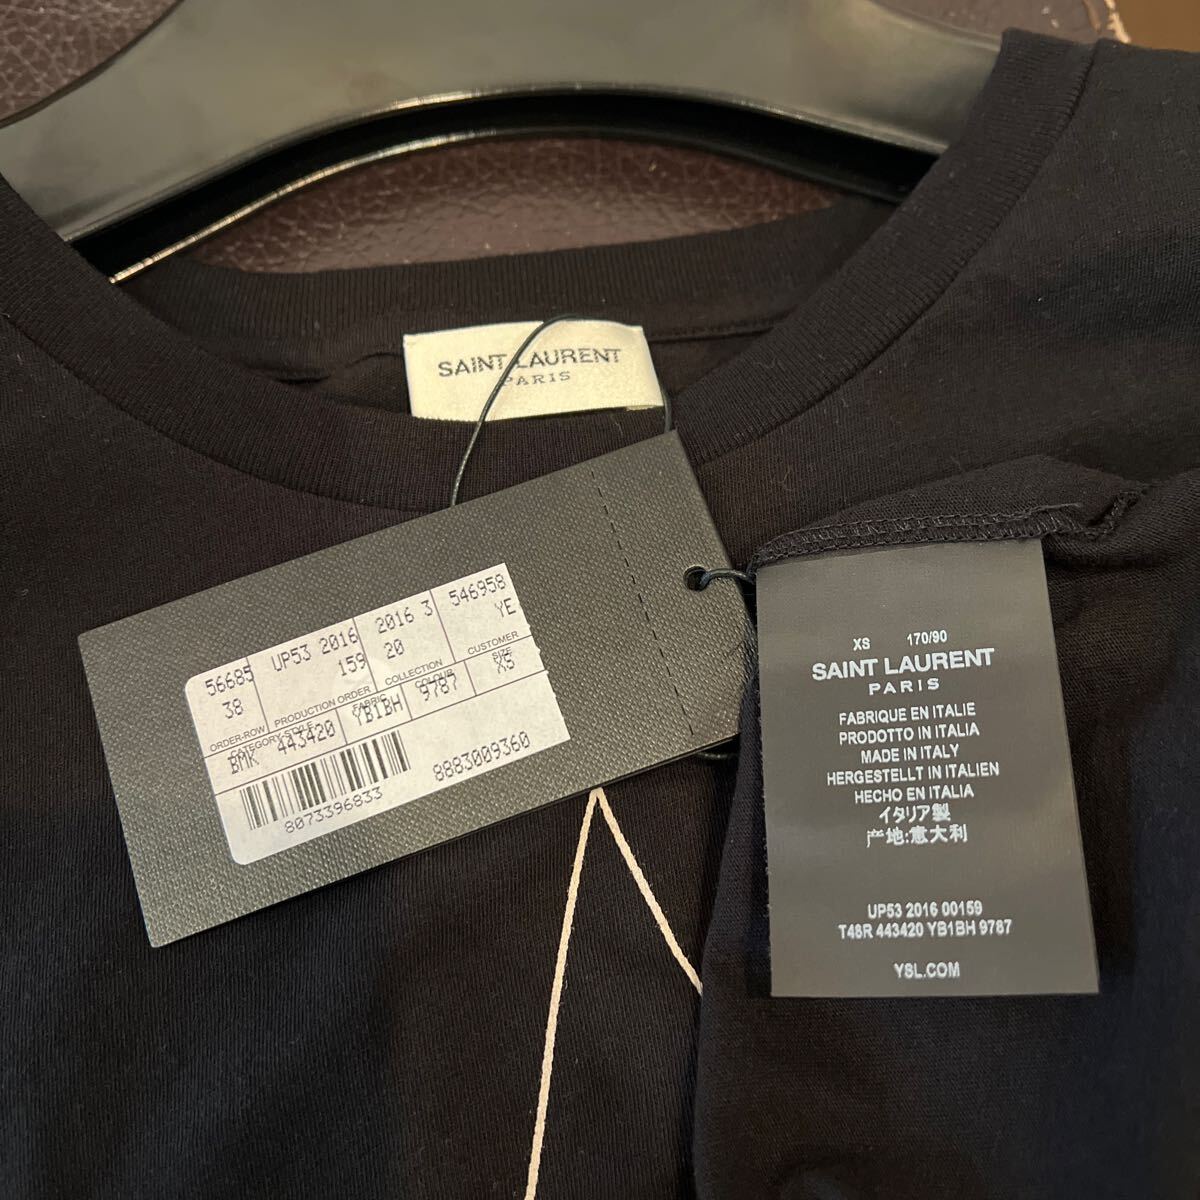 SAINT LAURENT
PARIS
56685 UP53 2016 2016 3 546958
38 159 20 YE
ORDER-ROW PRODUCTION ORDER COLLECTION CUSTOMER
CATEGORY-STYLE FABRIC COLOUR SIZE
BMK 443420 YB1BH 9787 XS
8073396833 8883009360
XS 170/90
SAINT LAURENT
PARIS
FABRIQUE EN ITALIE
PRODOTTO IN ITALIA
MADE IN ITALY
HERGESTELLT IN ITALIEN
HECHO EN ITALIA
イタリア製
产地:意大利
UP53 2016 00159
T48R 443420 YB1BH 9787
YSL.COM